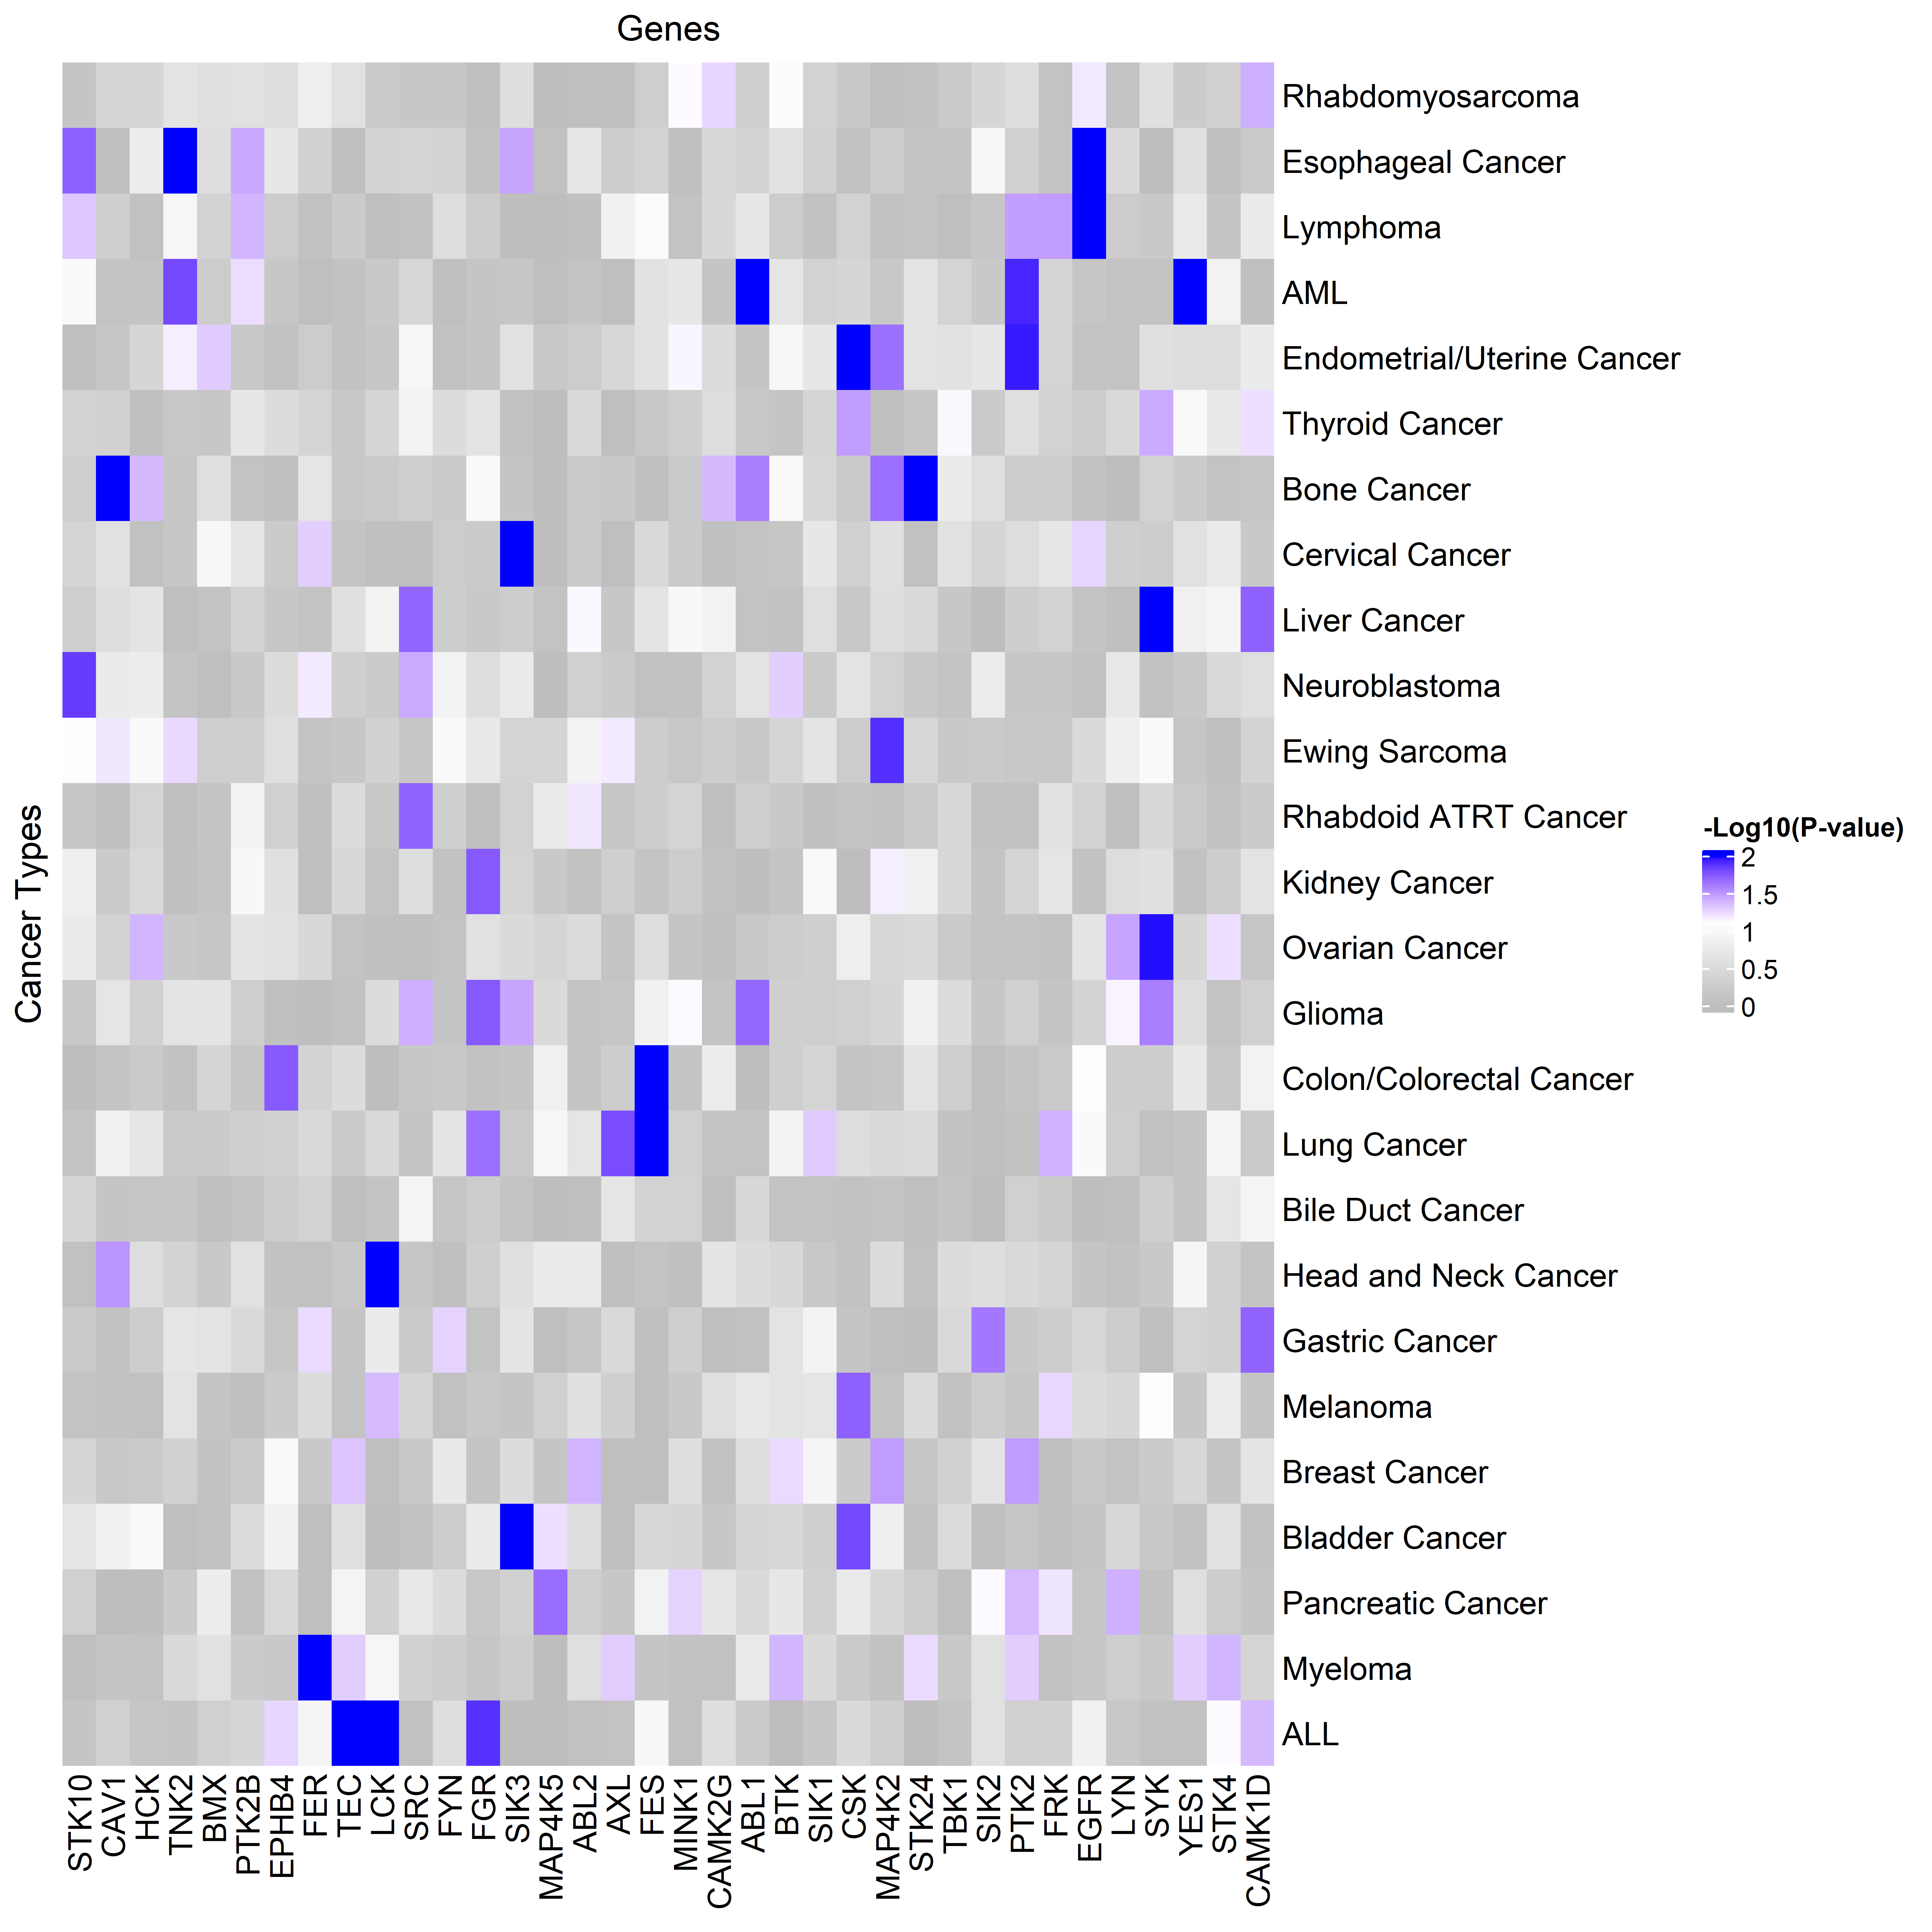 Genes
Rhabdomyosarcoma
Esophageal Cancer
Lymphoma
AML
Endometrial/Uterine Cancer
Thyroid Cancer
Bone Cancer
Cervical Cancer
Liver Cancer
Neuroblastoma
Ewing Sarcoma
Rhabdoid ATRT Cancer
Kidney Cancer
Ovarian Cancer
Glioma
Colon/Colorectal Cancer
Lung Cancer
Bile Duct Cancer
Head and Neck Cancer
Gastric Cancer
Melanoma
Breast Cancer
Bladder Cancer
Pancreatic Cancer
Myeloma
ALL
Cancer Types
-Log10(P-value)
2
1.5
1
0.5
0
STK10
CAV1
HCK
TNK2
BMX
PTK2B
EPHB4
FER
TEC
LCK
SRC
FYN
FGR
SIK3
MAP4K5
ABL2
AXL
FES
MINK1
CAMK2G
ABL1
BTK
SIK1
CSK
MAP4K2
STK24
TBK1
SIK2
PTK2
FRK
EGFR
LYN
SYK
YES1
STK4
CAMK1D